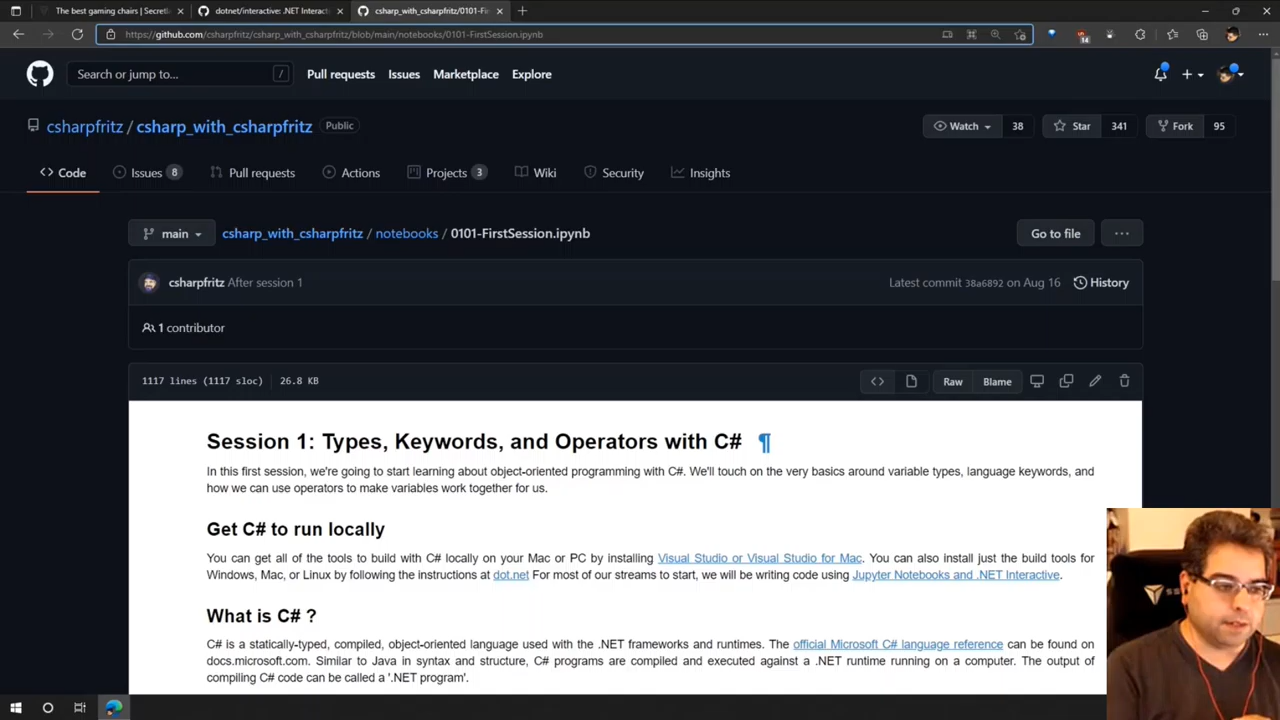 The best gaming chairs | Secretl
dotnet/interactive: .NET Interacti
csharp_with_csharpfritz/0101-Fir
https://github.com/csharpfritz/csharp_with_csharpfritz/blob/main/notebooks/0101-FirstSession.ipynb
14
Search or jump to... /
Pull requests Issues Marketplace Explore
csharpfritz / csharp_with_csharpfritz Public
Watch 38 Star 341 Fork 95
Code Issues 8 Pull requests Actions Projects 3 Wiki Security Insights
main csharp_with_csharpfritz / notebooks / 0101-FirstSession.ipynb Go to file ...
csharpfritz After session 1 Latest commit 38a6892 on Aug 16 History
1 contributor
1117 lines (1117 sloc) 26.8 KB Raw Blame
Session 1: Types, Keywords, and Operators with C# ¶
In this first session, we're going to start learning about object-oriented programming with C#. We'll touch on the very basics around variable types, language keywords, and
how we can use operators to make variables work together for us.
Get C# to run locally
You can get all of the tools to build with C# locally on your Mac or PC by installing Visual Studio or Visual Studio for Mac. You can also install just the build tools for
Windows, Mac, or Linux by following the instructions at dot.net For most of our streams to start, we will be writing code using Jupyter Notebooks and .NET Interactive.
What is C# ?
C# is a statically-typed, compiled, object-oriented language used with the .NET frameworks and runtimes. The official Microsoft C# language reference can be found on
docs.microsoft.com. Similar to Java in syntax and structure, C# programs are compiled and executed against a .NET runtime running on a computer. The output of
compiling C# code can be called a '.NET program'.